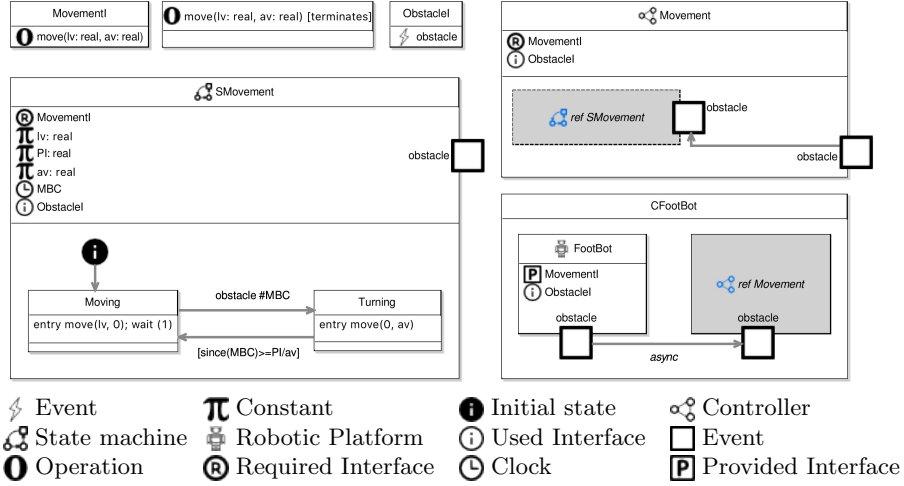 MovementI
move(lv: real, av: real)
move(lv: real, av: real) [terminates]
ObstacleI
obstacle
SMovement
MovementI
lv: real
PI: real
av: real
MBC
ObstacleI
obstacle
i
Moving
entry move(lv, 0); wait (1)
obstacle #MBC
[since(MBC)>=PI/av]
Turning
entry move(0, av)
Movement
R MovementI
i ObstacleI
ref SMovement
obstacle
obstacle
CFootBot
FootBot
P MovementI
i ObstacleI
obstacle
async
ref Movement
obstacle
Event
Constant
Initial state
Controller
State machine
Robotic Platform
Used Interface
Event
Operation
Required Interface
Clock
Provided Interface